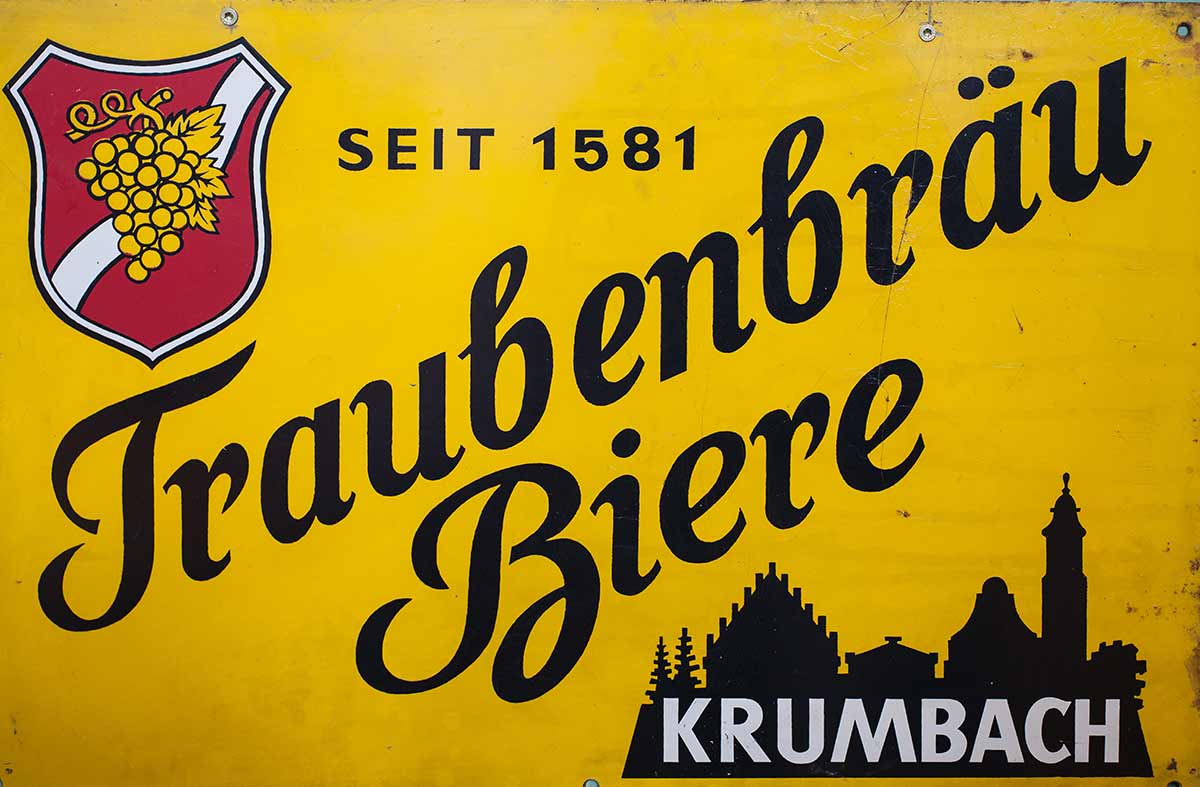 SEIT 1581
Traubenbräu
Biere
KRUMBACH